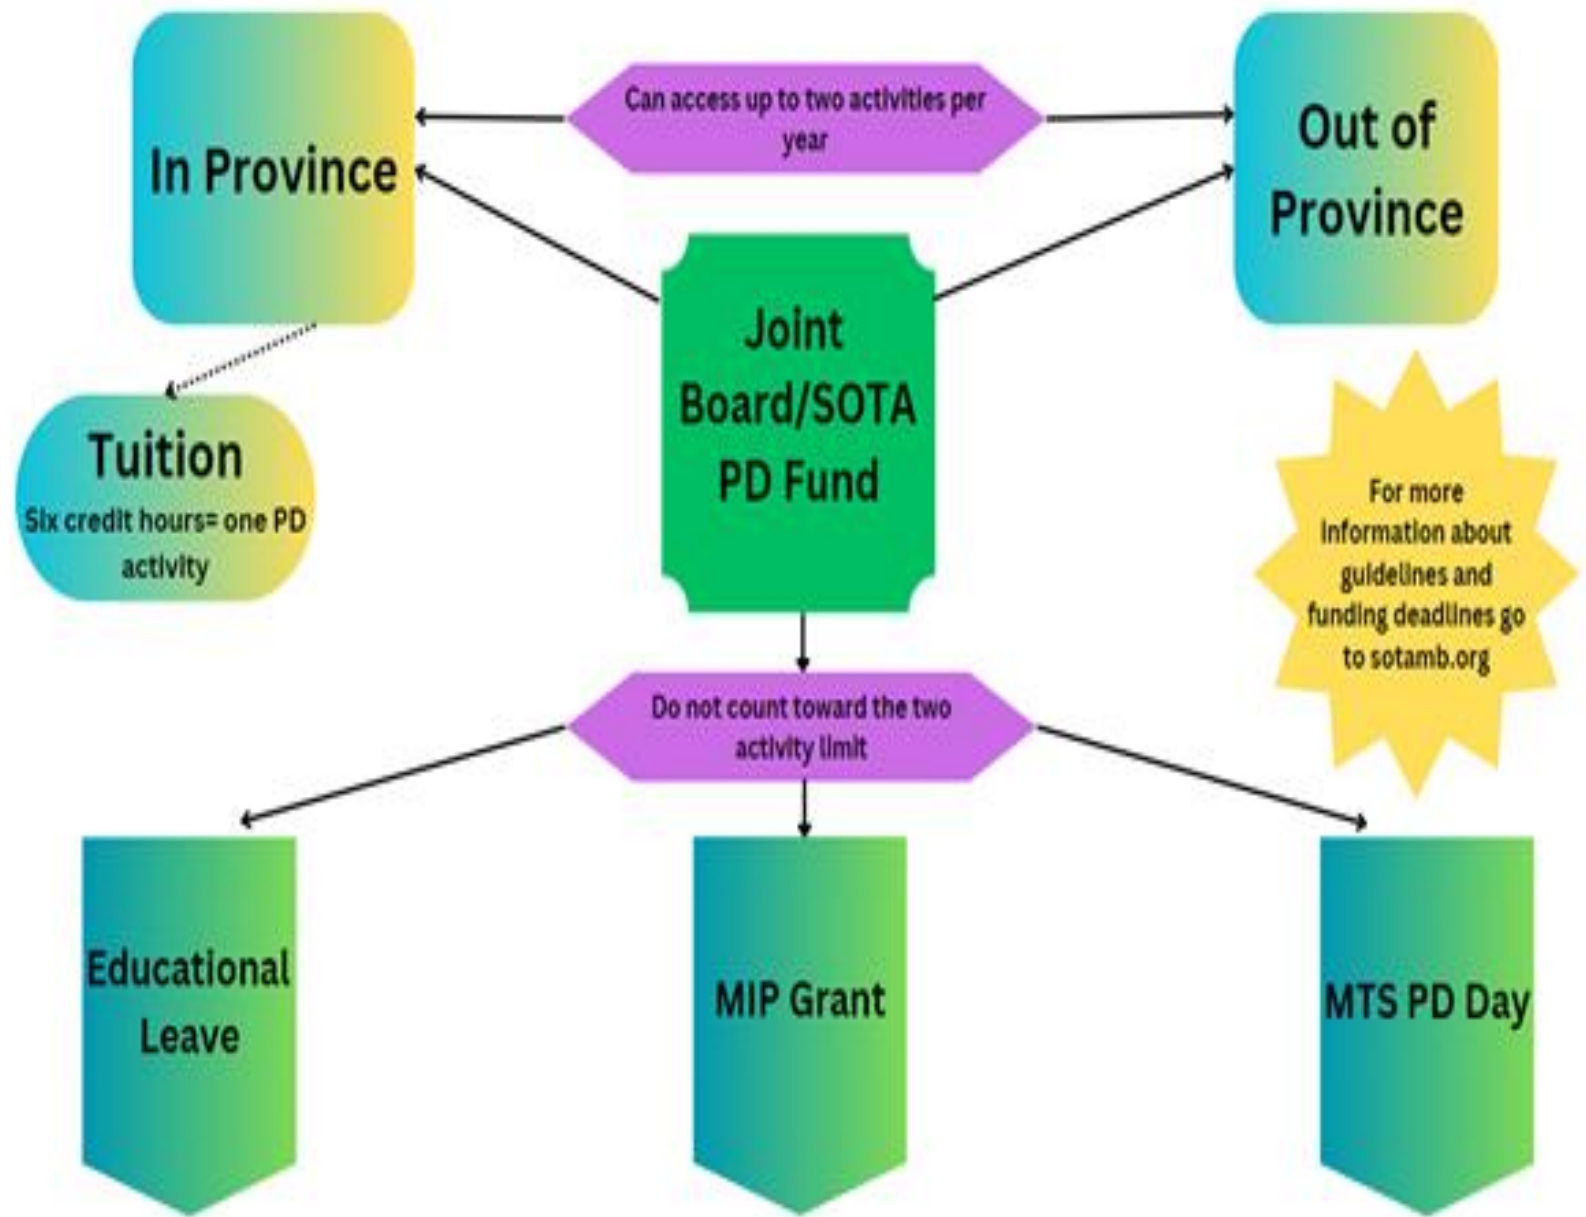 Can access up to two activities per
year
In Province
Out of
Province
Joint
Board/SOTA
PD Fund
Tuition
Six credit hours= one PD
activity
For more
information about
guidelines and
funding deadlines go
to sotamb.org
Do not count toward the two
activity limit
Educational
Leave
MIP Grant
MTS PD Day